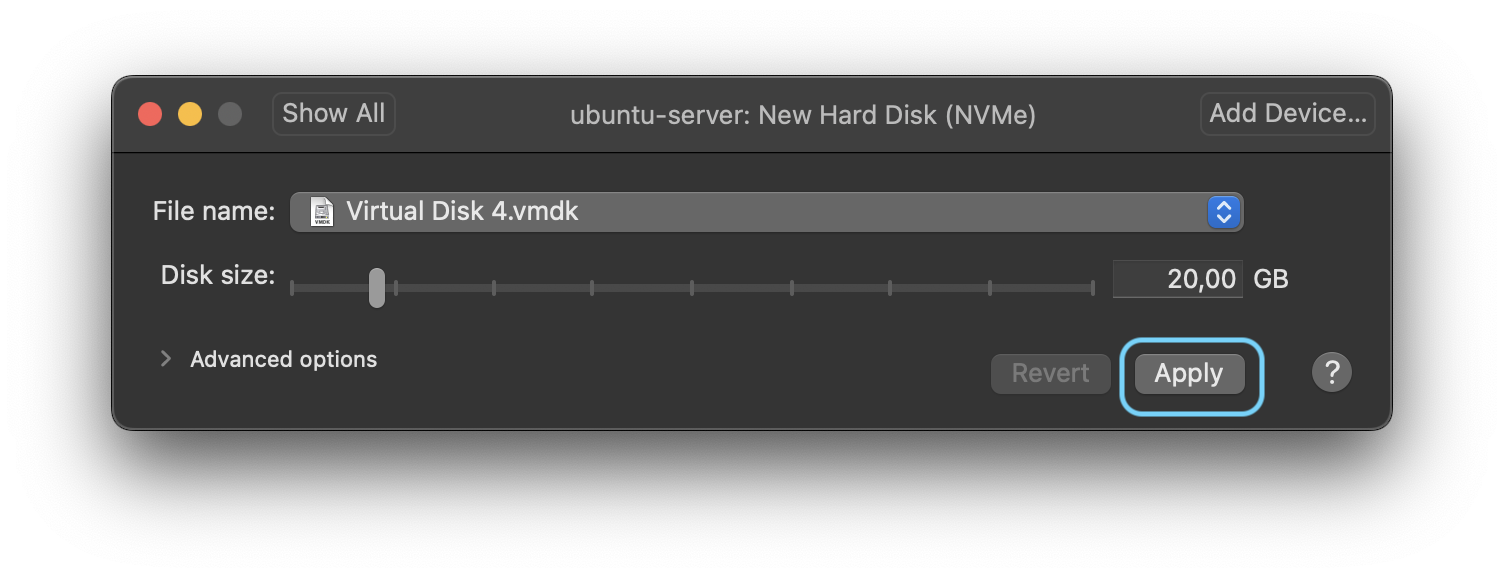 Show All
ubuntu-server: New Hard Disk (NVMe)
Add Device...
File name:
VMDK
Virtual Disk 4.vmdk
Disk size:
20,00 GB
Advanced options
Revert
Apply
?